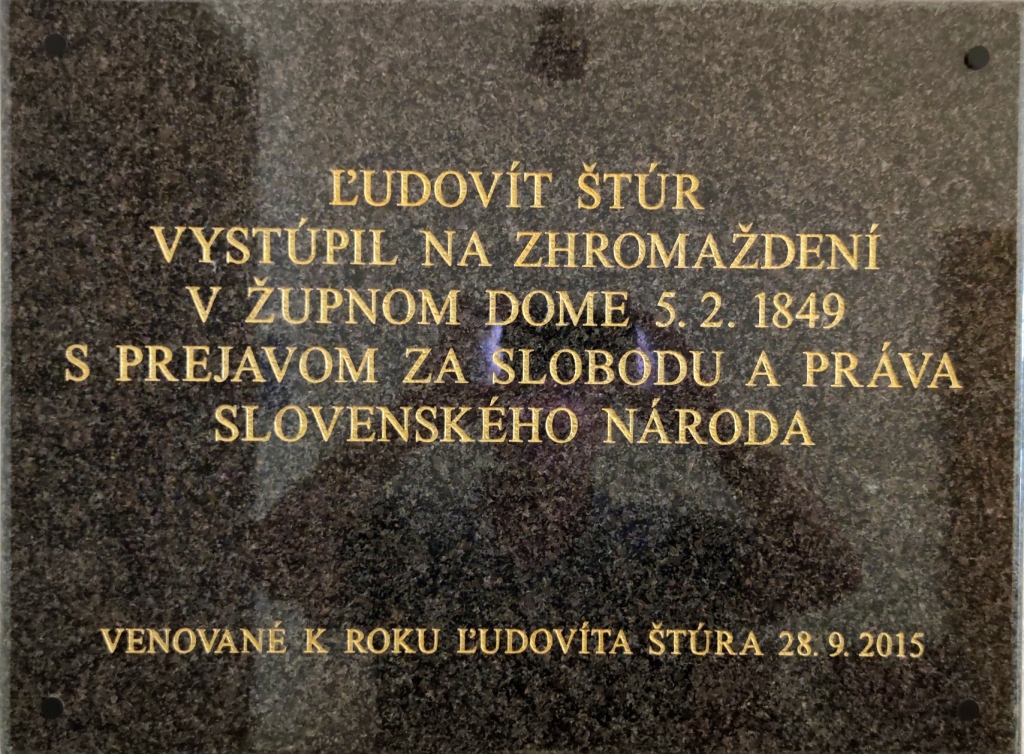 ĽUDOVÍT ŠTÚR
VYSTÚPIL NA ZHROMAŽDENÍ
V ŽUPNOM DOME 5. 2. 1849
S PREJAVOM ZA SLOBODU A PRÁVA
SLOVENSKÉHO NÁRODA
VENOVANÉ K ROKU ĽUDOVÍTA ŠTÚRA 28. 9. 2015